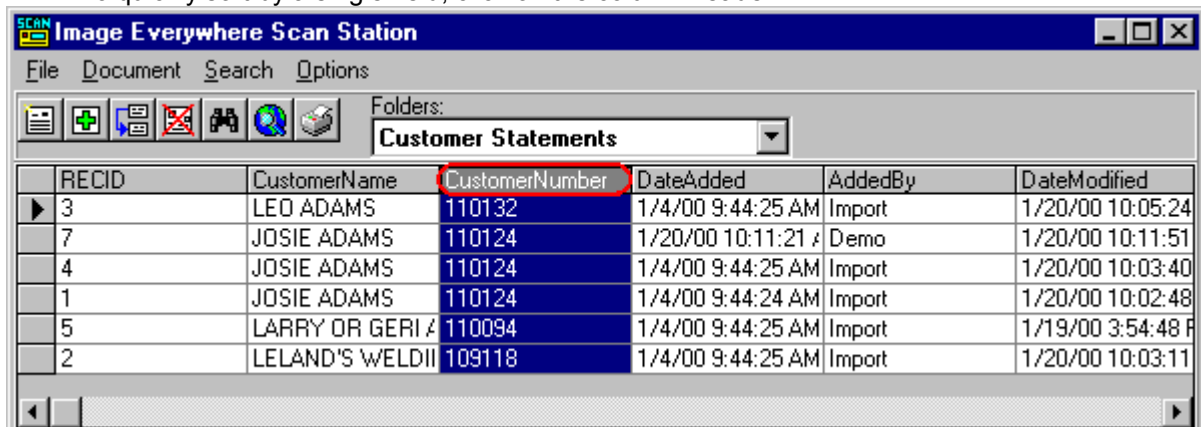 SCAN Image Everywhere Scan Station
File Document Search Options
Folders:
Customer Statements
RECID CustomerName CustomerNumber DateAdded AddedBy DateModified
3 LEO ADAMS 110132 1/4/00 9:44:25 AM Import 1/20/00 10:05:24
7 JOSIE ADAMS 110124 1/20/00 10:11:21 Demo 1/20/00 10:11:51
4 JOSIE ADAMS 110124 1/4/00 9:44:25 AM Import 1/20/00 10:03:40
1 JOSIE ADAMS 110124 1/4/00 9:44:24 AM Import 1/20/00 10:02:48
5 LARRY OR GERI 110094 1/4/00 9:44:25 AM Import 1/19/00 3:54:48
2 LELAND'S 109118 1/4/00 9:44:25 AM Import 1/20/00 10:03:11